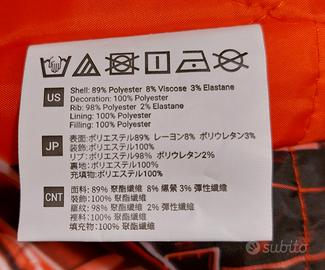 US
Shell: 89% Polyester 8% Viscose 3% Elastane
Decoration: 100% Polyester
Rib: 98% Polyester 2% Elastane
Lining: 100% Polyester
Filling: 100% Polyester
JP
表面:ポリエステル89% レーヨン8% ポリウレタン3%
装飾:ポリエステル100%
リブ:ポリエステル98% ポリウレタン2%
裏地:ポリエステル100%
充填物:ポリエステル100%
CNT
面料: 89% 聚酯纖維 8% 縲縈 3% 彈性纖維
裝飾: 100% 聚酯纖維
羅紋: 98% 聚酯纖維 2% 彈性纖維
裡料: 100% 聚酯纖維
填充物: 100% 聚酯纖維
subito